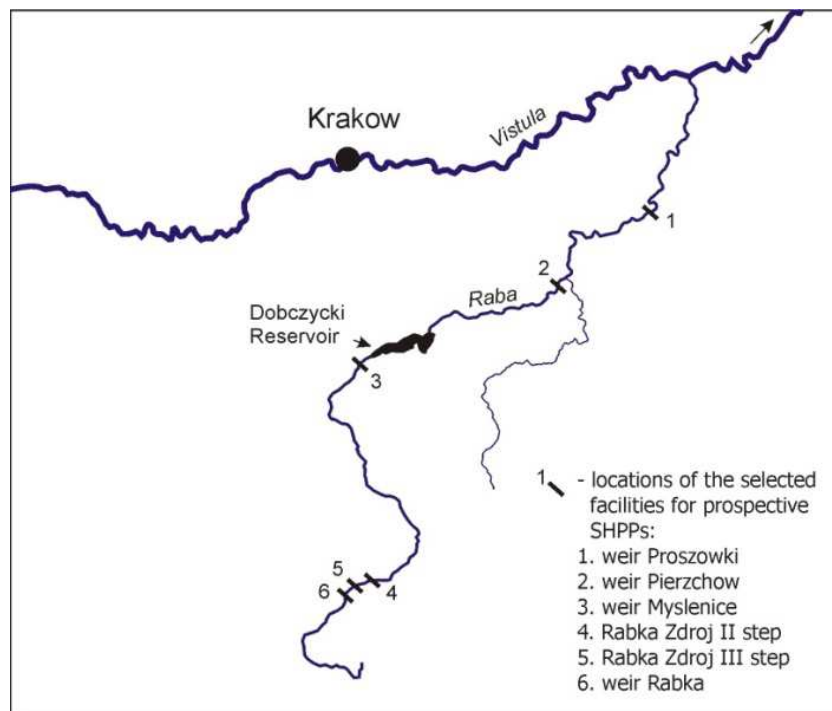 Krakow
Vistula
1
2
Raba
Dobczycki
Reservoir
3
1 - locations of the selected
facilities for prospective
SHPPs:
1. weir Proszowki
2. weir Pierzchow
3. weir Myslenice
4. Rabka Zdroj II step
5. Rabka Zdroj III step
6. weir Rabka
5
4
6